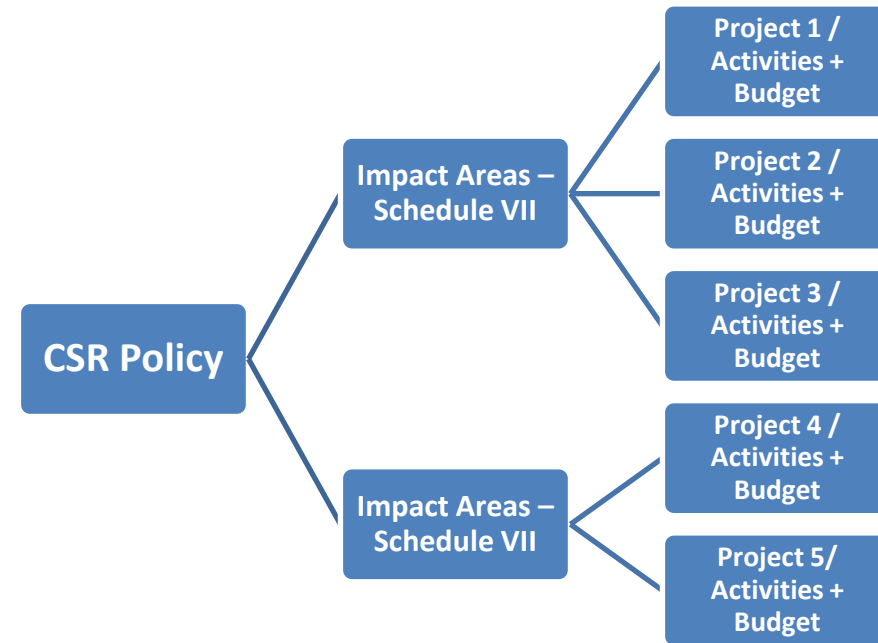 CSR Policy
Impact Areas –
Schedule VII
Project 1 /
Activities +
Budget
Project 2 /
Activities +
Budget
Project 3 /
Activities +
Budget
Impact Areas –
Schedule VII
Project 4 /
Activities +
Budget
Project 5/
Activities +
Budget